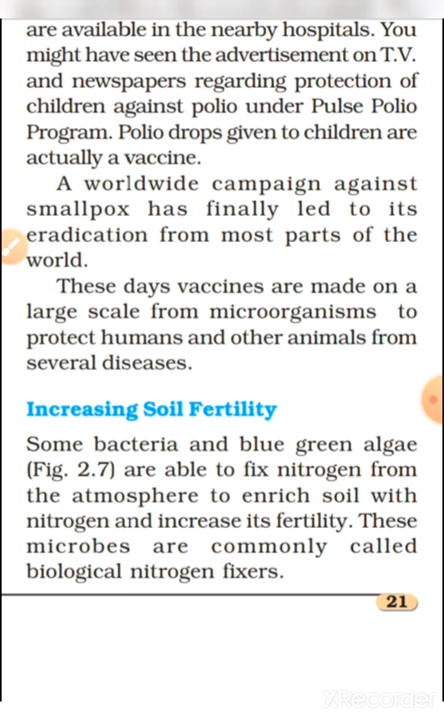 are available in the nearby hospitals. You
might have seen the advertisement on T.V.
and newspapers regarding protection of
children against polio under Pulse Polio
Program. Polio drops given to children are
actually a vaccine.
A worldwide campaign against
smallpox has finally led to its
eradication from most parts of the
world.
These days vaccines are made on a
large scale from microorganisms to
protect humans and other animals from
several diseases.
Increasing Soil Fertility
Some bacteria and blue green algae
(Fig. 2.7) are able to fix nitrogen from
the atmosphere to enrich soil with
nitrogen and increase its fertility. These
microbes are commonly called
biological nitrogen fixers.
21
XRecorder